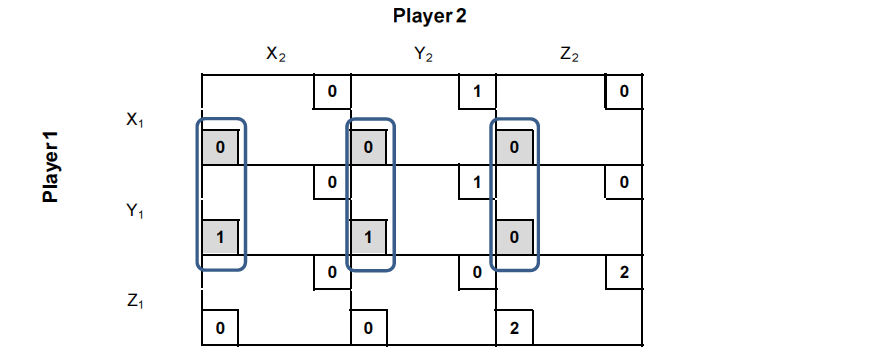 Player 2
X2 Y2 Z2
0 1 0
X1
0 0 0
0 1 0
Player 1
Y1
1 1 0
0 0 2
Z1
0 0 2